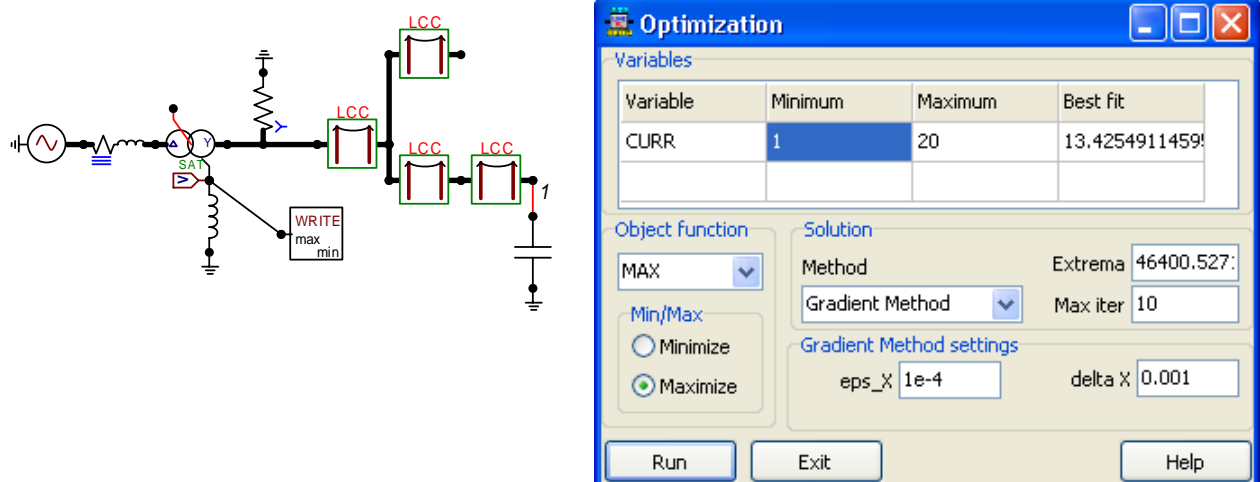 LCC
LCC
Y
Y
SAT
V
LCC
LCC
1
WRITE
max
min
Optimization
Variables
Variable Minimum Maximum Best fit
CURR 1 20 13.4254911459
Object function
MAX
Min/Max
Minimize
Maximize
Solution
Method
Gradient Method
Extrema 46400.527:
Max iter 10
Gradient Method settings
eps_X 1e-4
delta X 0.001
Run
Exit
Help